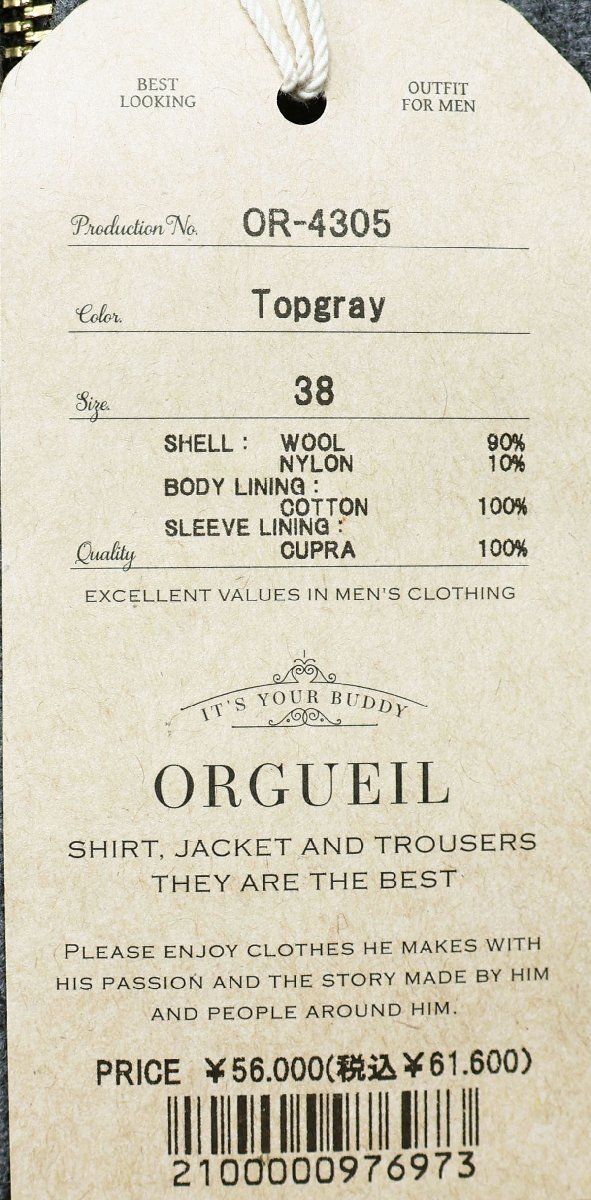 BEST
LOOKING
OUTFIT
FOR MEN
Production No. OR-4305
Color. Topgray
Size. 38
SHELL : WOOL 90%
NYLON 10%
BODY LINING :
COTTON 100%
SLEEVE LINING :
Quality CUPRA 100%
EXCELLENT VALUES IN MEN'S CLOTHING
IT'S YOUR BUDDY
ORGUEIL
SHIRT, JACKET AND TROUSERS
THEY ARE THE BEST
PLEASE ENJOY CLOTHES HE MAKES WITH
HIS PASSION AND THE STORY MADE BY HIM
AND PEOPLE AROUND HIM.
PRICE ¥56.000(税込¥61.600)
2100000976973